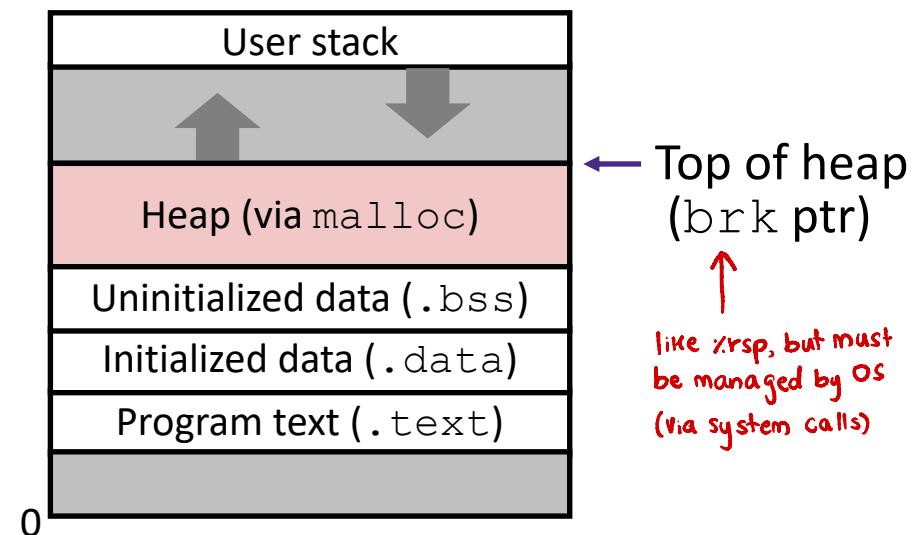 User stack
Top of heap
(brk ptr)
Heap (via malloc)
Uninitialized data (.bss)
Initialized data (.data)
Program text (.text)
like %rsp, but must
be managed by OS
(via system calls)
0